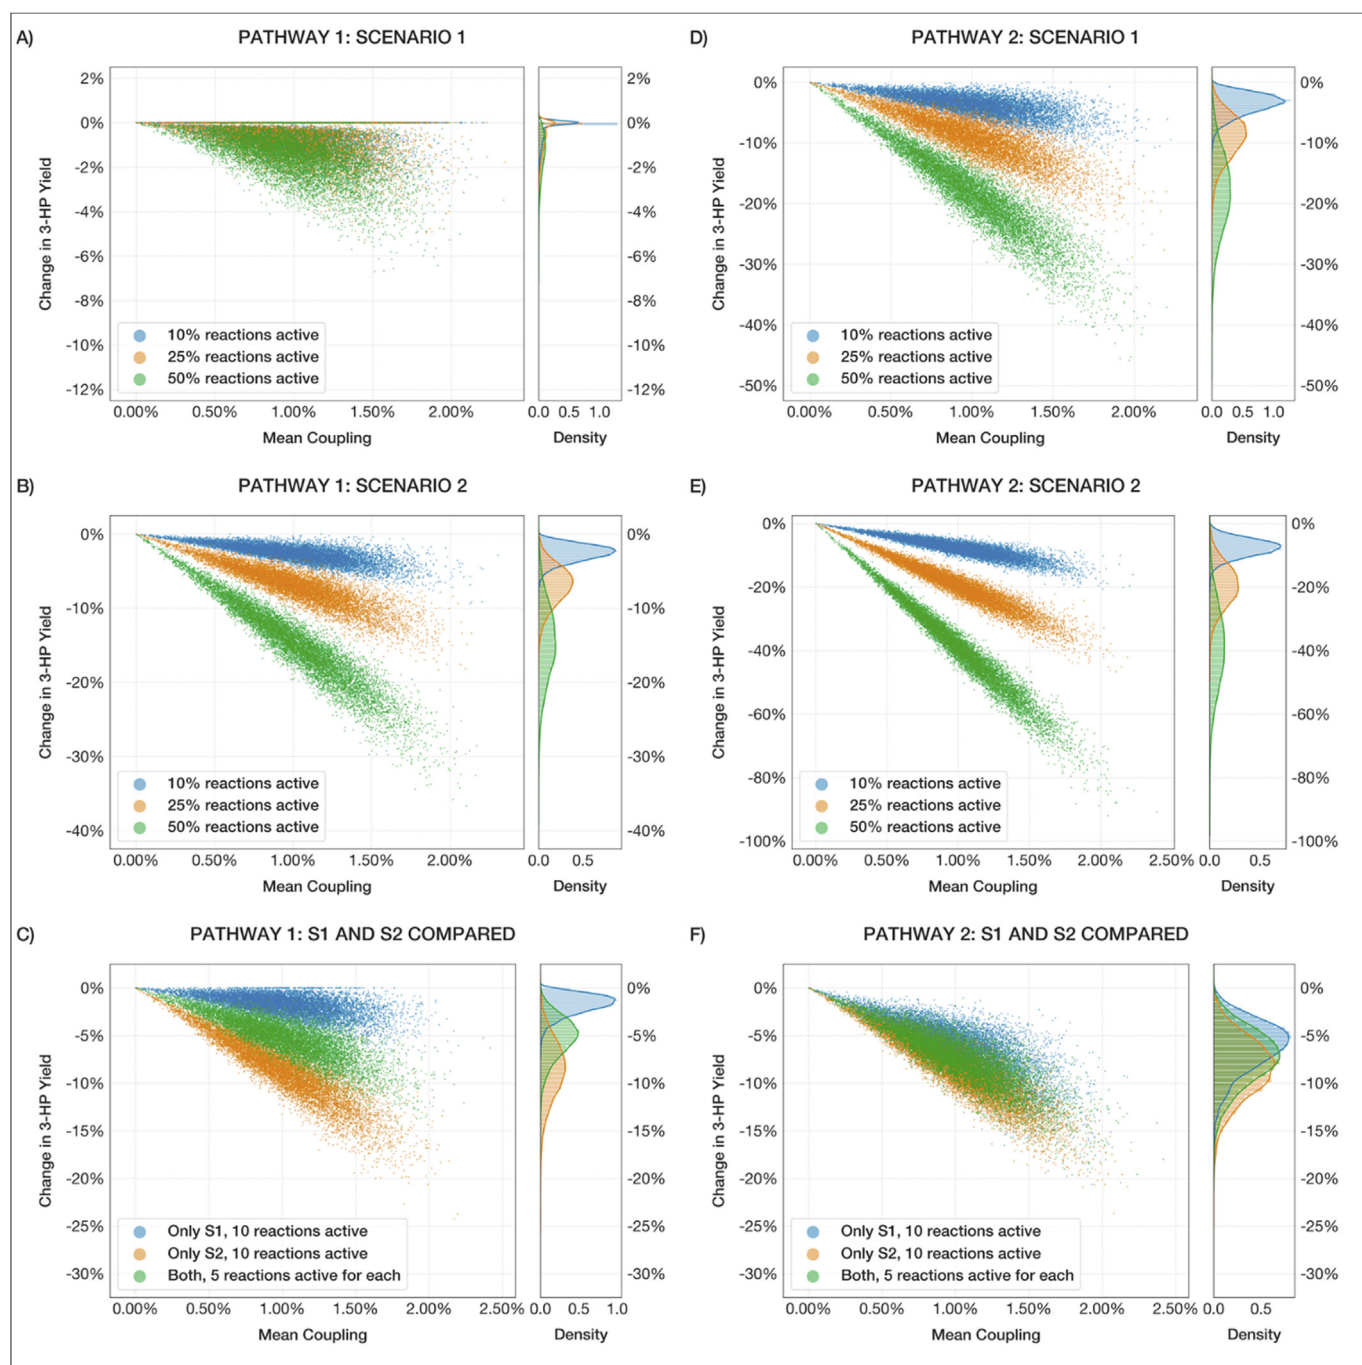 A)
PATHWAY 1: SCENARIO 1
Change in 3-HP Yield
2%
0%
-2%
-4%
-6%
-8%
-10%
-12%
10% reactions active
25% reactions active
50% reactions active
0.00% 0.50% 1.00% 1.50% 2.00%
Mean Coupling
2%
0%
-2%
-4%
-6%
-8%
-10%
-12%
0.0 0.5 1.0
Density
D)
PATHWAY 2: SCENARIO 1
Change in 3-HP Yield
0%
-10%
-20%
-30%
-40%
-50%
10% reactions active
25% reactions active
50% reactions active
0.00% 0.50% 1.00% 1.50% 2.00%
Mean Coupling
0%
-10%
-20%
-30%
-40%
-50%
0.0 0.5 1.0
Density
B)
PATHWAY 1: SCENARIO 2
Change in 3-HP Yield
0%
-10%
-20%
-30%
-40%
10% reactions active
25% reactions active
50% reactions active
0.00% 0.50% 1.00% 1.50% 2.00%
Mean Coupling
0%
-10%
-20%
-30%
-40%
0.0 0.5
Density
E)
PATHWAY 2: SCENARIO 2
Change in 3-HP Yield
0%
-20%
-40%
-60%
-80%
-100%
10% reactions active
25% reactions active
50% reactions active
0.00% 0.50% 1.00% 1.50% 2.00% 2.50%
Mean Coupling
0%
-20%
-40%
-60%
-80%
-100%
0.0 0.5
Density
C)
PATHWAY 1: S1 AND S2 COMPARED
Change in 3-HP Yield
0%
-5%
-10%
-15%
-20%
-25%
-30%
Only S1, 10 reactions active
Only S2, 10 reactions active
Both, 5 reactions active for each
0.00% 0.50% 1.00% 1.50% 2.00% 2.50%
Mean Coupling
0%
-5%
-10%
-15%
-20%
-25%
-30%
0.0 0.5 1.0
Density
F)
PATHWAY 2: S1 AND S2 COMPARED
Change in 3-HP Yield
0%
-5%
-10%
-15%
-20%
-25%
-30%
Only S1, 10 reactions active
Only S2, 10 reactions active
Both, 5 reactions active for each
0.00% 0.50% 1.00% 1.50% 2.00% 2.50%
Mean Coupling
0%
-5%
-10%
-15%
-20%
-25%
-30%
0.0 0.5
Density